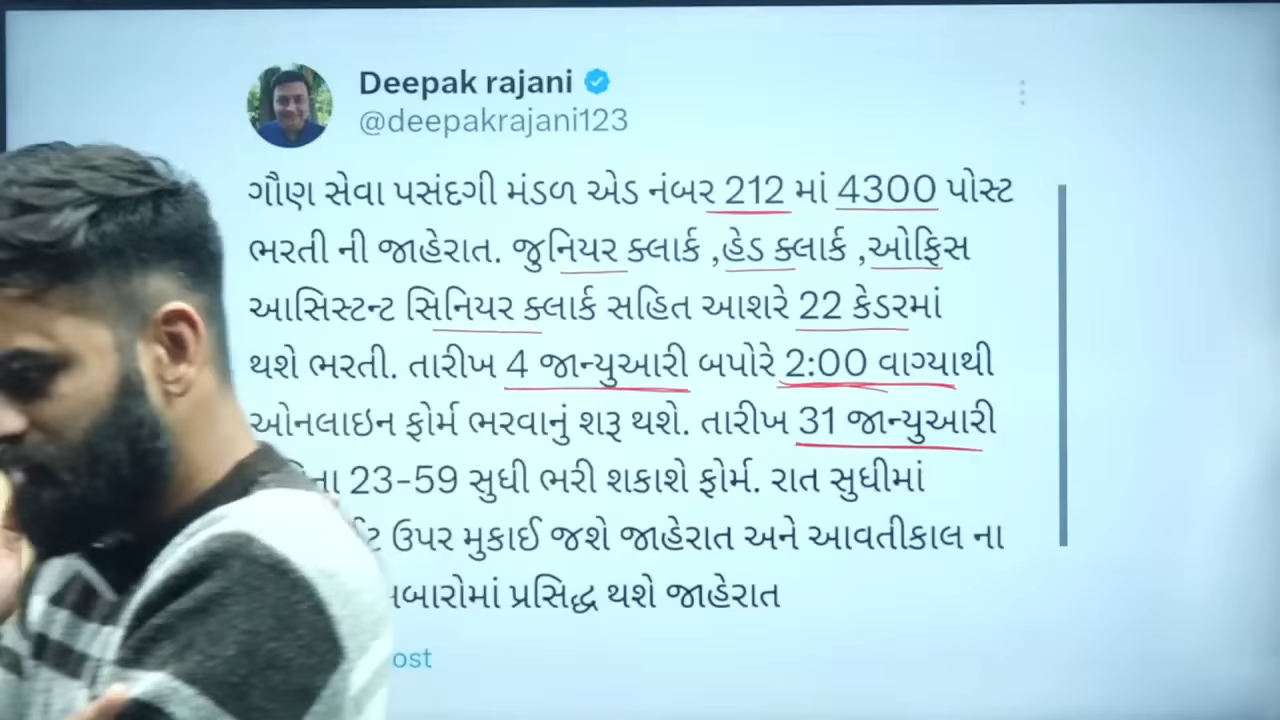 Deepak rajani
@deepakrajani123
ગૌણ સેવા પસંદગી મંડળ એડ નંબર 212 માં 4300 પોસ્ટ
ભરતી ની જાહેરાત. જુનિયર ક્લાર્ક ,હેડ ક્લાર્ક ,ઓફિસ
આસિસ્ટન્ટ સિનિયર ક્લાર્ક સહિત આશરે 22 કેડરમાં
થશે ભરતી. તારીખ 4 જાન્યુઆરી બપોરે 2:00 વાગ્યાથી
ઓનલાઇન ફોર્મ ભરવાનું શરૂ થશે. તારીખ 31 જાન્યુઆરી
23-59 સુધી ભરી શકાશે ફોર્મ. રાત સુધીમાં
ઉપર મુકાઈ જશે જાહેરાત અને આવતીકાલ ના
પ્રસિદ્ધ થશે જાહેરાત